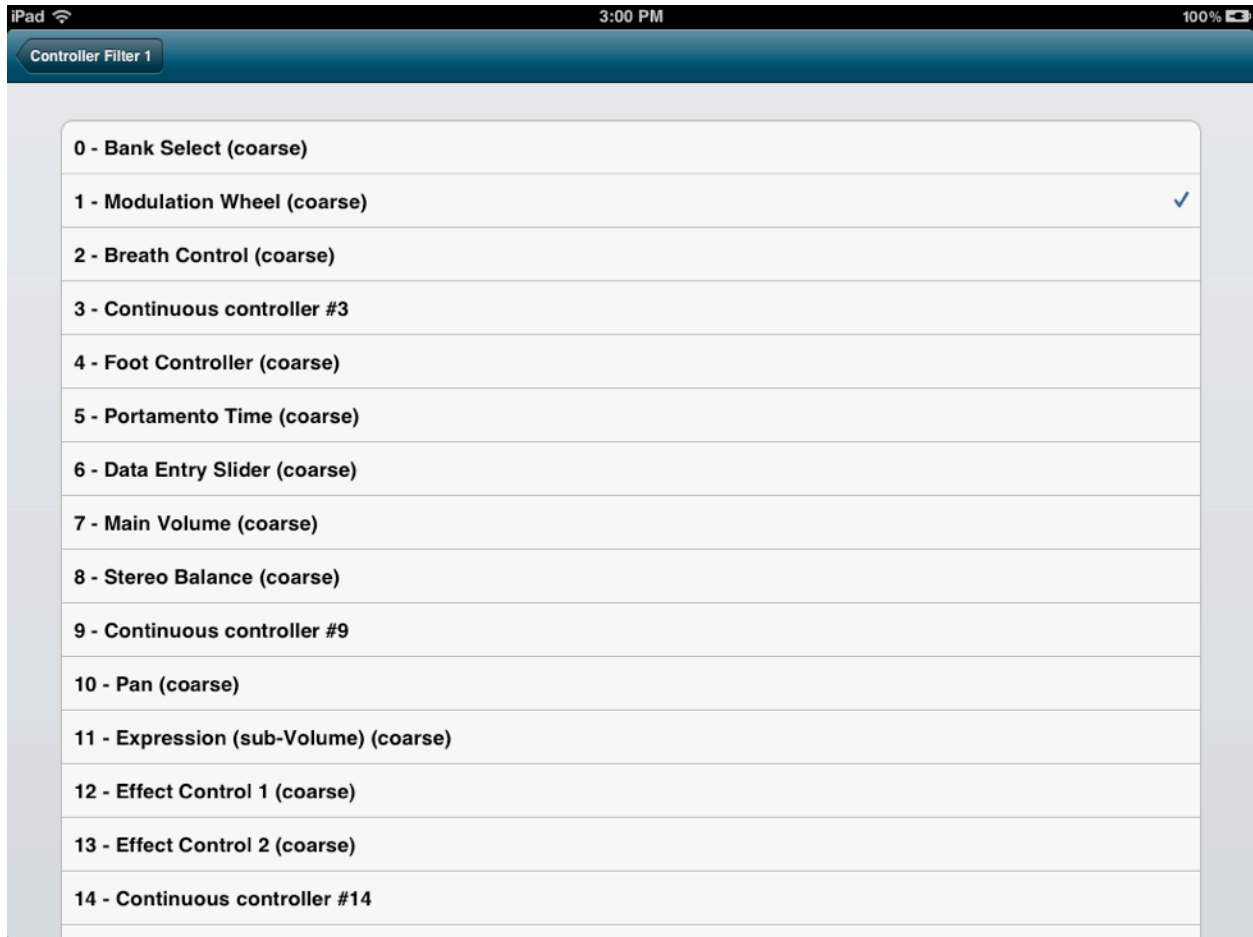 iPad 3:00 PM 100%
Controller Filter 1
0 - Bank Select (coarse)
1 - Modulation Wheel (coarse)
2 - Breath Control (coarse)
3 - Continuous controller #3
4 - Foot Controller (coarse)
5 - Portamento Time (coarse)
6 - Data Entry Slider (coarse)
7 - Main Volume (coarse)
8 - Stereo Balance (coarse)
9 - Continuous controller #9
10 - Pan (coarse)
11 - Expression (sub-Volume) (coarse)
12 - Effect Control 1 (coarse)
13 - Effect Control 2 (coarse)
14 - Continuous controller #14